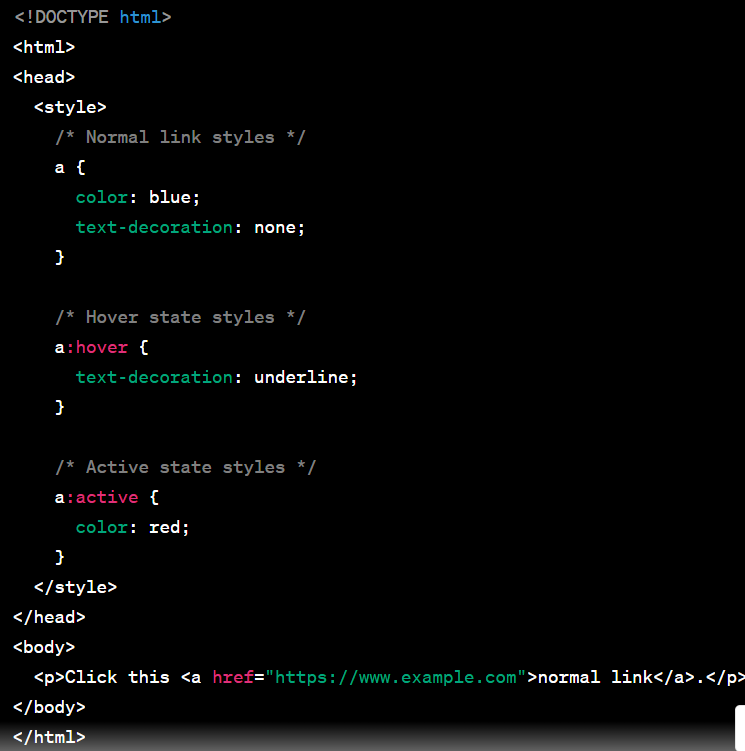 <!DOCTYPE html>
<html>
<head>
  <style>
    /* Normal link styles */
    a {
      color: blue;
      text-decoration: none;
    }

    /* Hover state styles */
    a:hover {
      text-decoration: underline;
    }

    /* Active state styles */
    a:active {
      color: red;
    }
  </style>
</head>
<body>
  <p>Click this <a href="https://www.example.com">normal link</a>.</p>
</body>
</html>